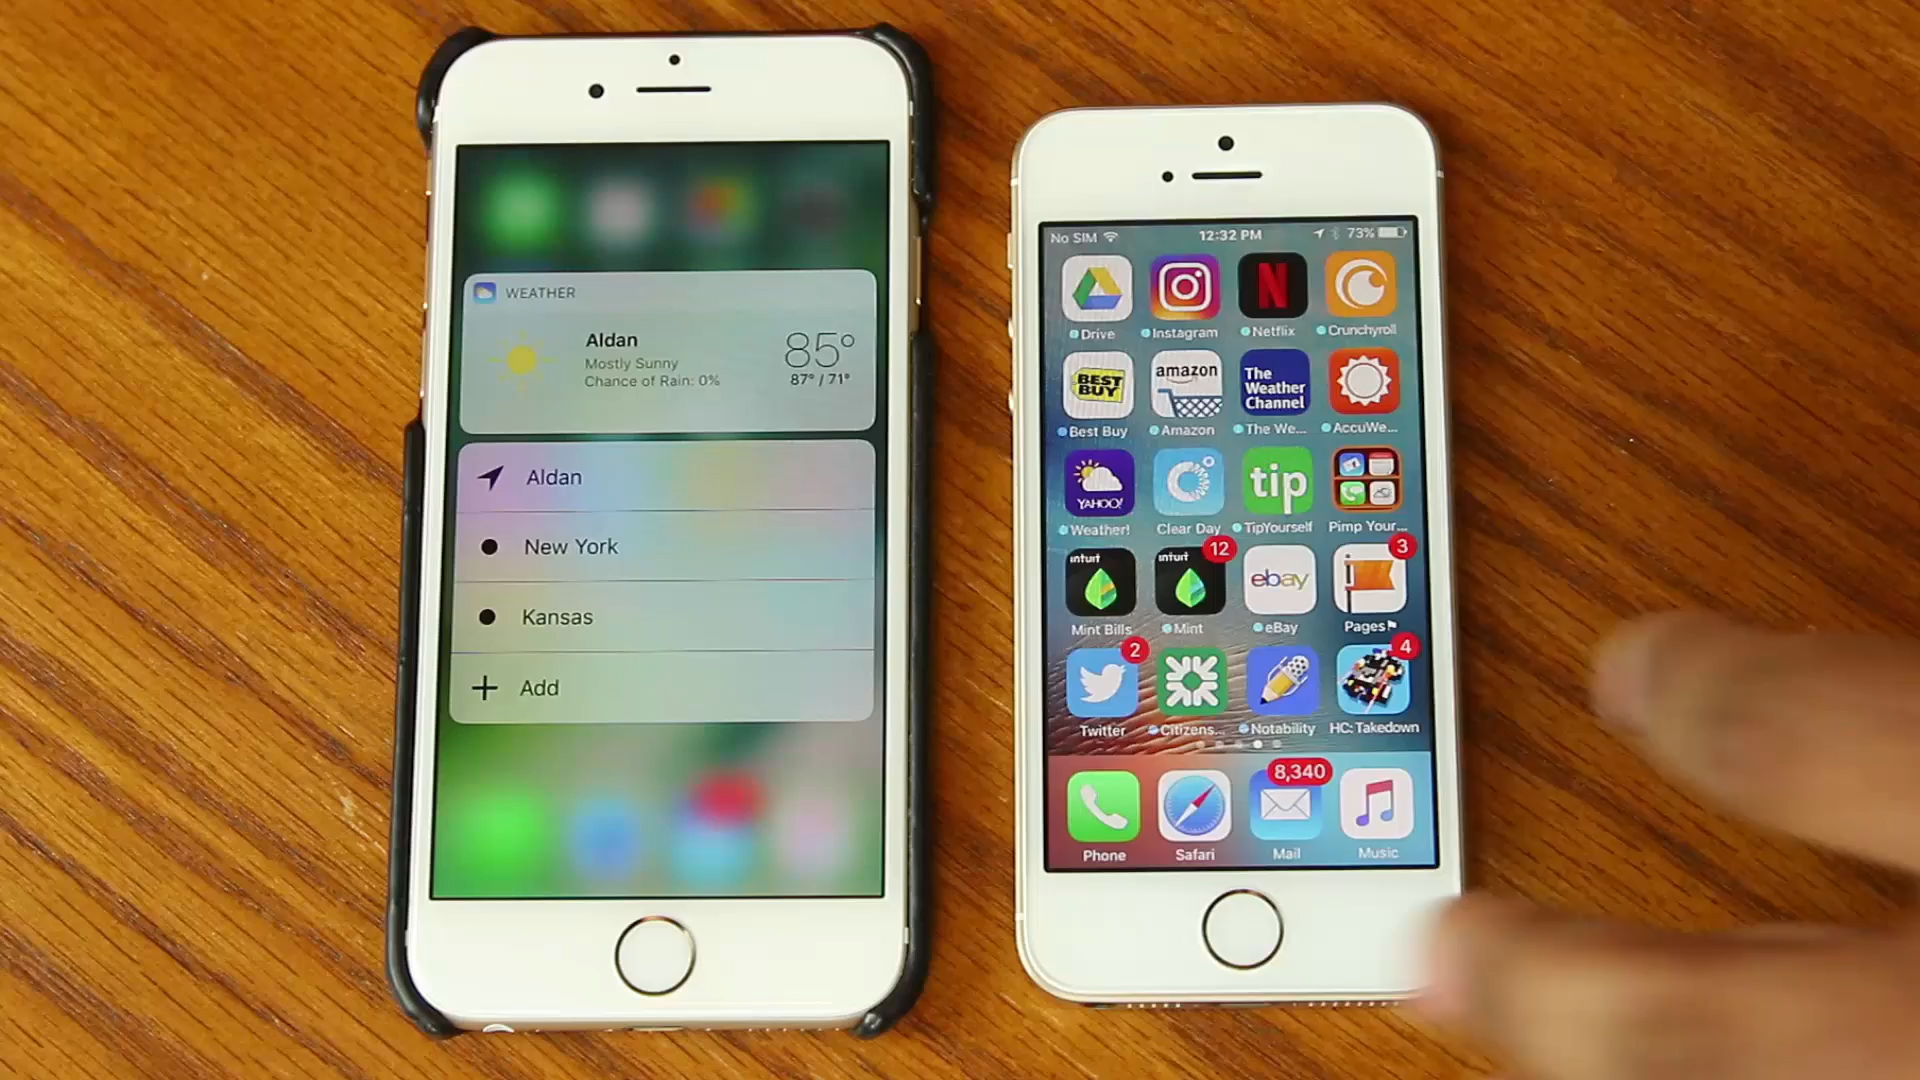 WEATHER
Aldan
Mostly Sunny
Chance of Rain: 0%
85°
87° / 71°
Aldan
New York
Kansas
Add
No SIM
12:32 PM
73%
Drive
Instagram
Netflix
Crunchyroll
BEST BUY
amazon
The Weather Channel
Best Buy
Amazon
The We...
AccuWe...
YAHOO!
tip
Weather!
Clear Day
TipYourself
Pimp Your...
intuit
intuit
12
ebay
3
Mint Bills
Mint
eBay
Pages
2
4
Twitter
Citizens...
Notability
HC: Takedown
8,340
Phone
Safari
Mail
Music